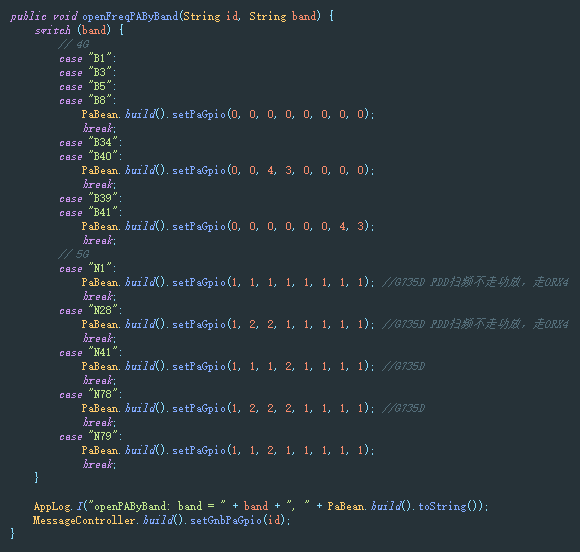 public void openFreqPAByBand(String id, String band) {
    switch (band) {
        // 4G
        case "B1":
        case "B3":
        case "B5":
        case "B8":
            PaBean.build().setPaGpio(0, 0, 0, 0, 0, 0, 0, 0);
            break;
        case "B34":
        case "B40":
            PaBean.build().setPaGpio(0, 0, 4, 3, 0, 0, 0, 0);
            break;
        case "B39":
        case "B41":
            PaBean.build().setPaGpio(0, 0, 0, 0, 0, 0, 4, 3);
            break;
        // 5G
        case "N1":
            PaBean.build().setPaGpio(1, 1, 1, 1, 1, 1, 1, 1); //G735D FDD扫频不走功放，走ORX4
            break;
        case "N28":
            PaBean.build().setPaGpio(1, 2, 2, 1, 1, 1, 1, 1); //G735D FDD扫频不走功放，走ORX4
            break;
        case "N41":
            PaBean.build().setPaGpio(1, 1, 1, 2, 1, 1, 1, 1); //G735D
            break;
        case "N78":
            PaBean.build().setPaGpio(1, 2, 2, 2, 1, 1, 1, 1); //G735D
            break;
        case "N79":
            PaBean.build().setPaGpio(1, 1, 2, 1, 1, 1, 1, 1);
            break;
    }

    AppLog.I("openPAByBand: band = " + band + ", " + PaBean.build().toString());
    MessageController.build().setGnbPaGpio(id);
}